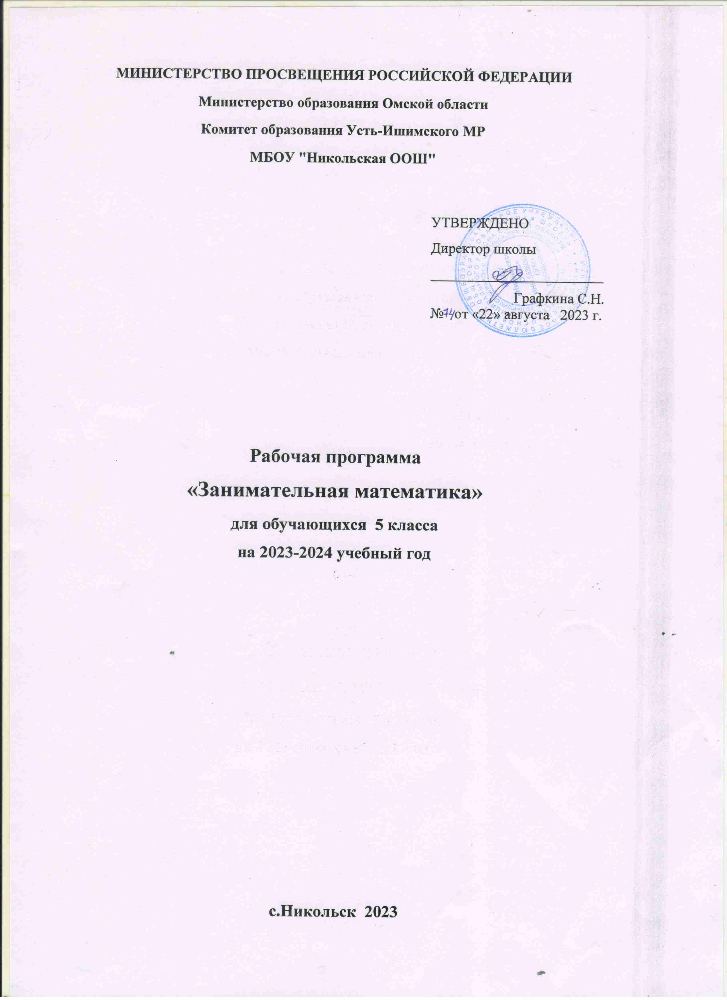 МИНИСТЕРСТВО ПРОСВЕЩЕНИЯ РОССИЙСКОЙ ФЕДЕРАЦИИ
Министерство образования Омской области
Комитет образования Усть-Ишимского МР
МБОУ "Никольская ООШ"
УТВЕРЖДЕНО
Директор школы
Графкина С.Н.
№74 от «22» августа 2023 г.
Рабочая программа
«Занимательная математика»
для обучающихся 5 класса
на 2023-2024 учебный год
с.Никольск 2023